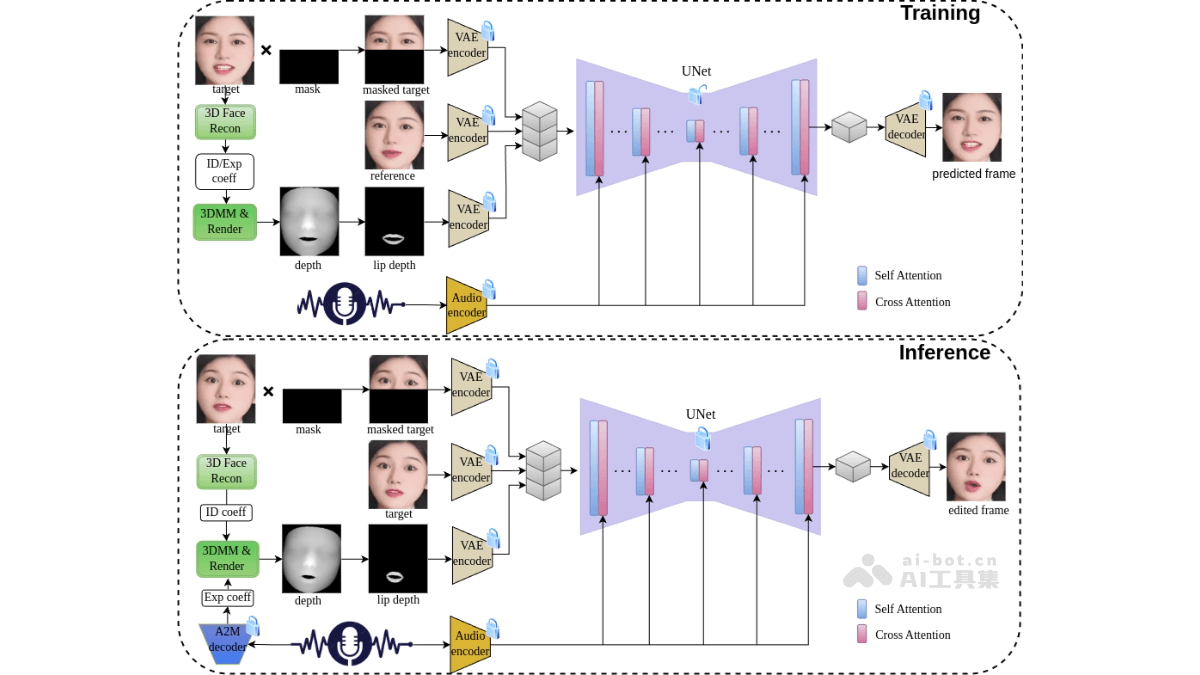 Training
target
mask
masked target
VAE
encoder
3D Face
Recon
reference
VAE
encoder
ID/Exp
coeff
3DMM &
Render
depth
lip depth
VAE
encoder
Audio
encoder
UNet
VAE
decoder
predicted frame
Self Attention
Cross Attention
Inference
target
mask
masked target
VAE
encoder
3D Face
Recon
target
VAE
encoder
ID coeff
3DMM &
Render
depth
lip depth
VAE
encoder
Exp coeff
A2M
decoder
Audio
encoder
UNet
VAE
decoder
edited frame
ai-bot.cn
AI工具集
Self Attention
Cross Attention